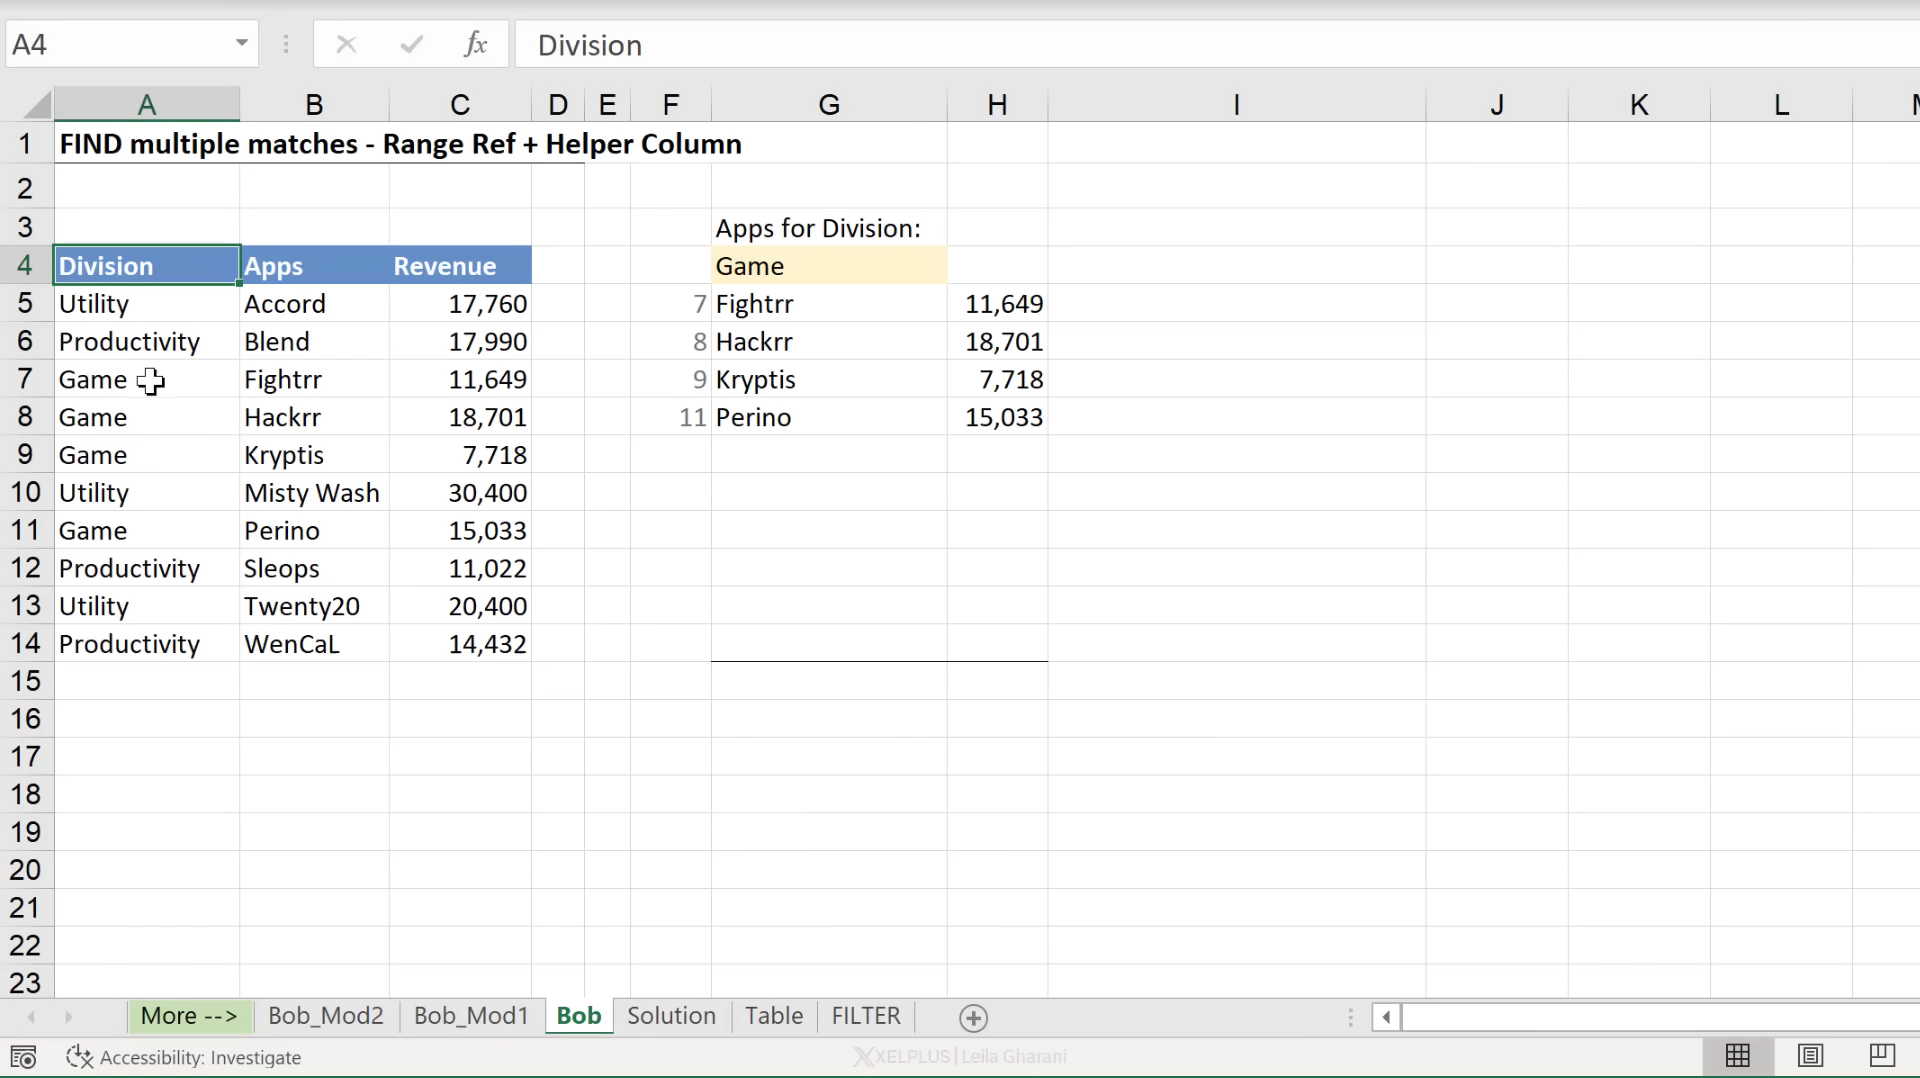 A4 fx Division
A B C D E F G H I J K L
1 FIND multiple matches - Range Ref + Helper Column
2
3 Apps for Division:
4 Division Apps Revenue Game
5 Utility Accord 17,760 7 Fightrr 11,649
6 Productivity Blend 17,990 8 Hackrr 18,701
7 Game Fightrr 11,649 9 Kryptis 7,718
8 Game Hackrr 18,701 11 Perino 15,033
9 Game Kryptis 7,718
10 Utility Misty Wash 30,400
11 Game Perino 15,033
12 Productivity Sleops 11,022
13 Utility Twenty20 20,400
14 Productivity WenCaL 14,432
15
16
17
18
19
20
21
22
23
More --> Bob_Mod2 Bob_Mod1 Bob Solution Table FILTER
Accessibility: Investigate XELPLUS | Leila Gharani